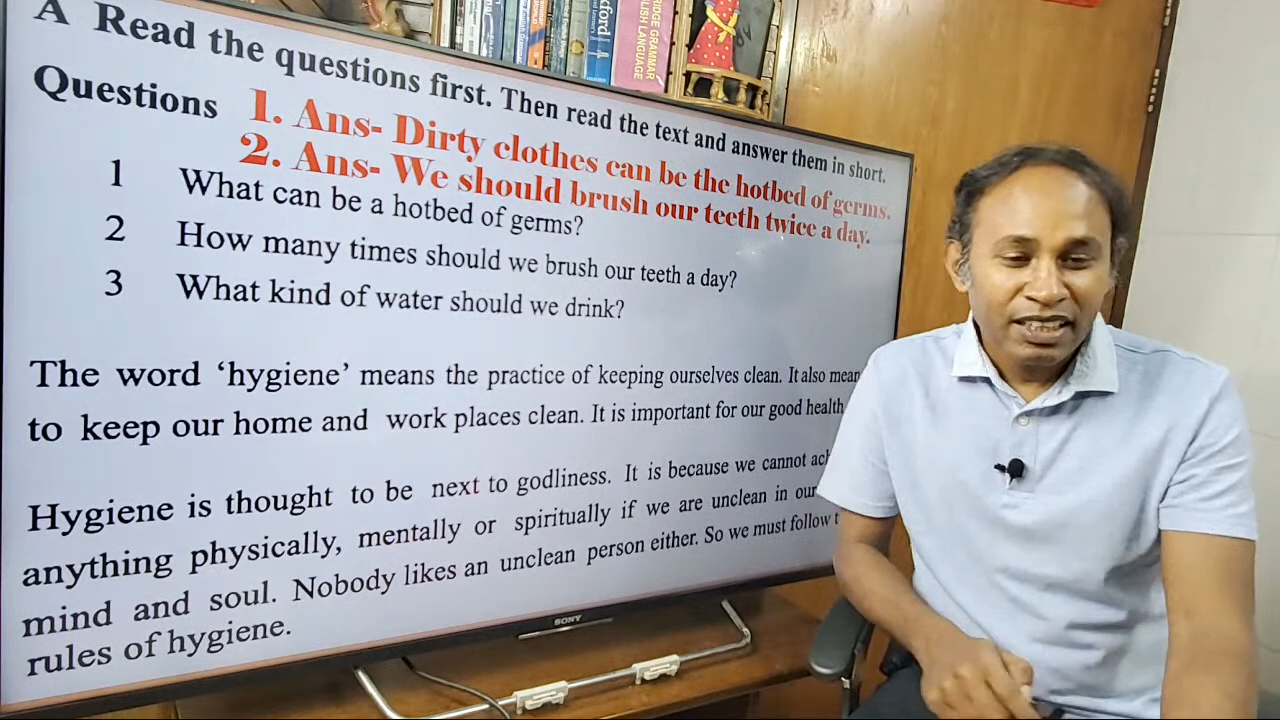 A Read the questions first. Then read the text and answer them in short.
Questions 1. Ans- Dirty clothes can be the hotbed of germs.
2. Ans- We should brush our teeth twice a day.
1 What can be a hotbed of germs?
2 How many times should we brush our teeth a day?
3 What kind of water should we drink?
The word ‘hygiene’ means the practice of keeping ourselves clean. It also mean
to keep our home and work places clean. It is important for our good health
Hygiene is thought to be next to godliness. It is because we cannot
anything physically, mentally or spiritually if we are unclean in our
mind and soul. Nobody likes an unclean person either. So we must follow
rules of hygiene.
SONY
RIDGE GRAMMAR
LISH LANGUAGE
xford